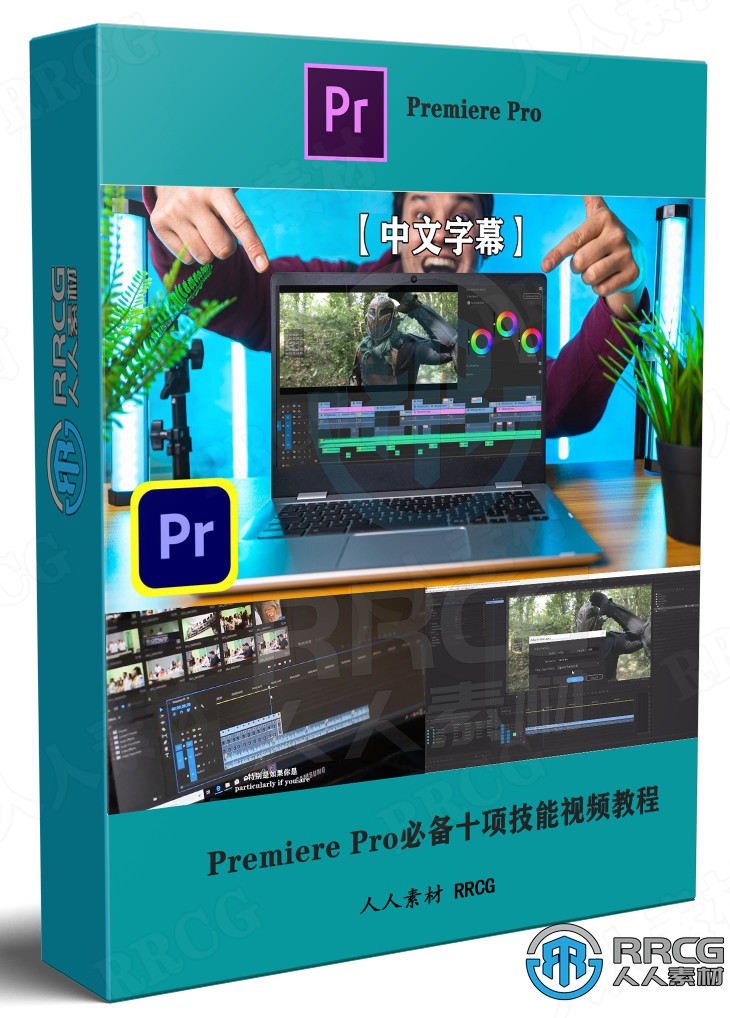 Pr
Premiere Pro
【中文字幕】
RRCG
人人素材
Pr
特别是如果你是
particularly if you are
SAMSUNG
Premiere Pro必备十项技能视频教程
人人素材 RRCG
RRCG
人人素材